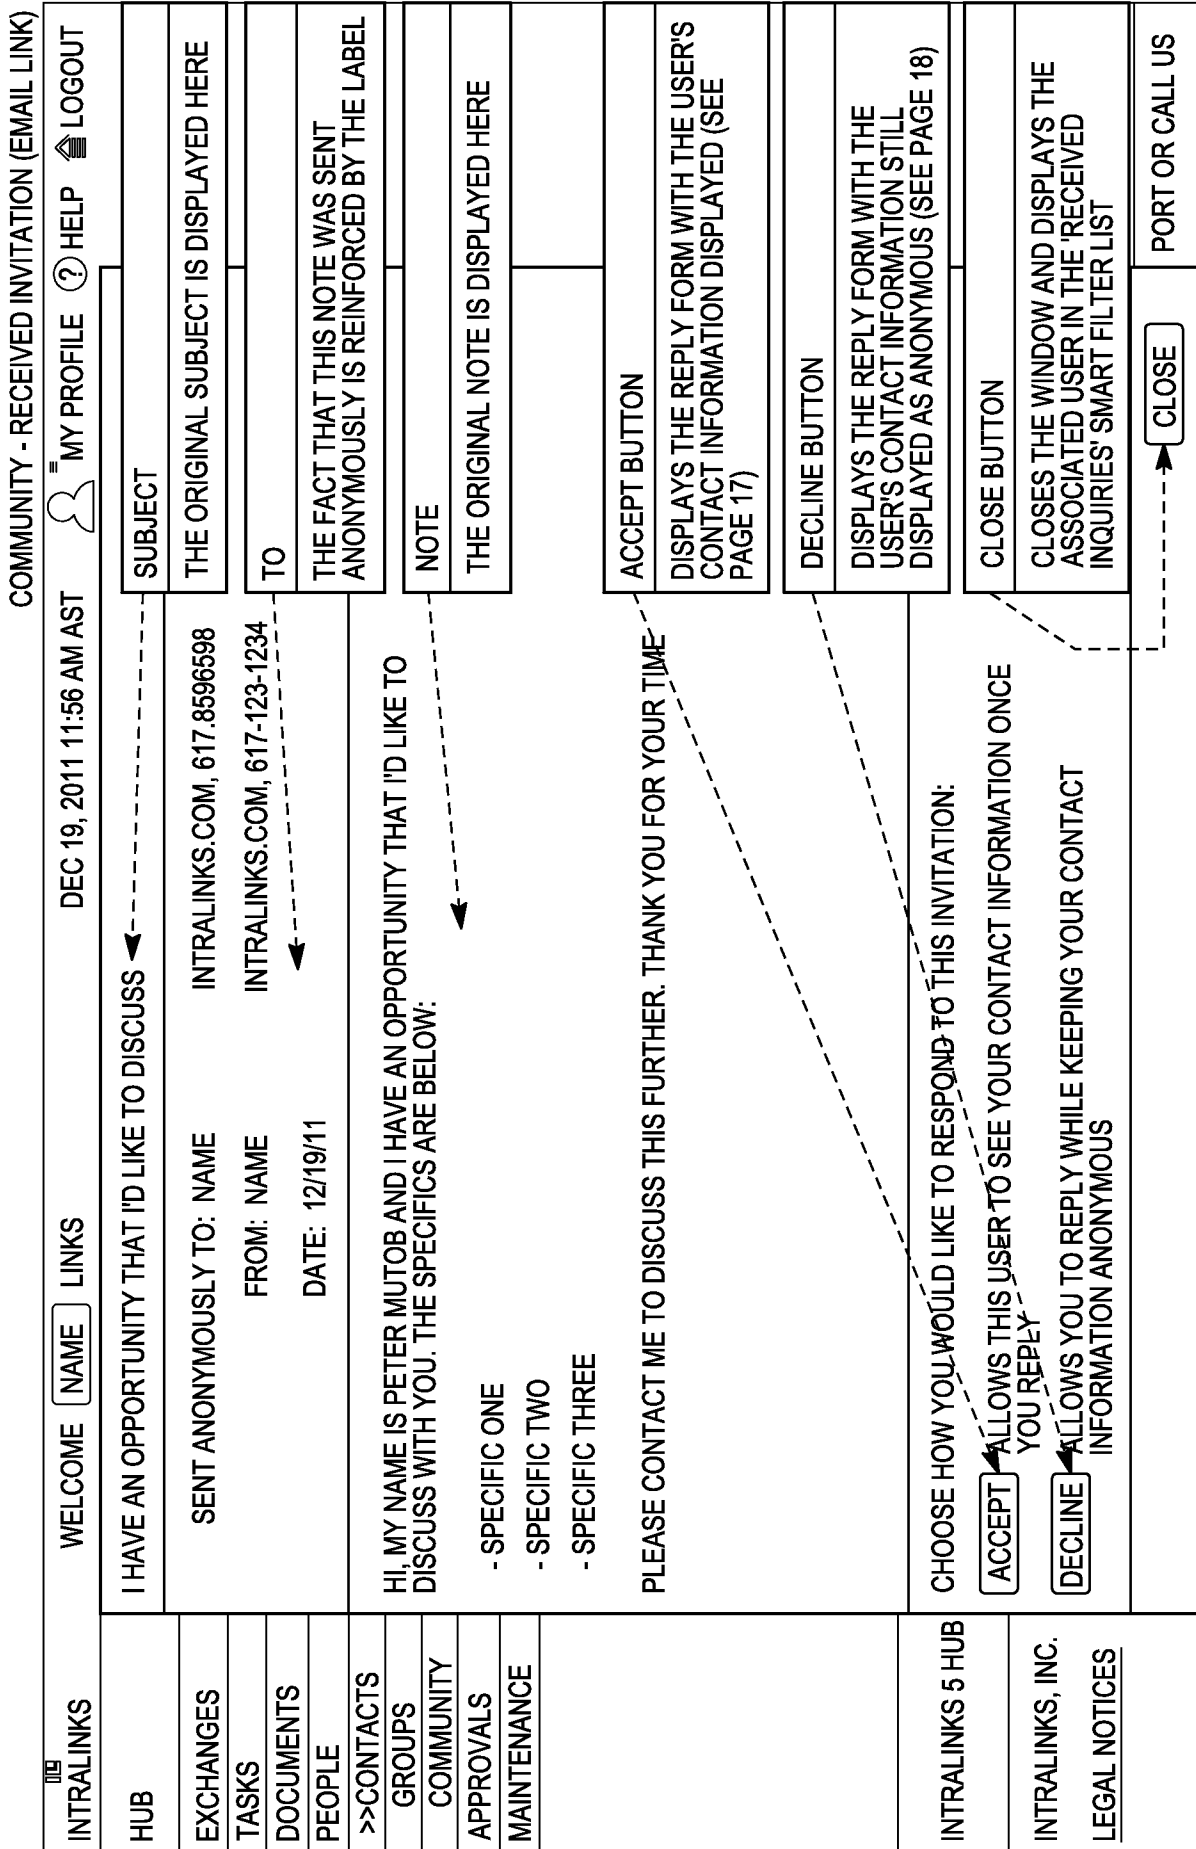 COMMUNITY - RECEIVED INVITATION (EMAIL LINK)
INTRALINKS
WELCOME NAME LINKS
DEC 19, 2011 11:56 AM AST
MY PROFILE
? HELP
LOGOUT
HUB
EXCHANGES
TASKS
DOCUMENTS
PEOPLE
>>CONTACTS
GROUPS
COMMUNITY
APPROVALS
MAINTENANCE
INTRALINKS 5 HUB
INTRALINKS, INC.
LEGAL NOTICES
I HAVE AN OPPORTUNITY THAT I'D LIKE TO DISCUSS
SENT ANONYMOUSLY TO: NAME INTRALINKS.COM, 617.8596598
FROM: NAME INTRALINKS.COM, 617-123-1234
DATE: 12/19/11
HI, MY NAME IS PETER MUTOB AND I HAVE AN OPPORTUNITY THAT I'D LIKE TO
DISCUSS WITH YOU. THE SPECIFICS ARE BELOW:
- SPECIFIC ONE
- SPECIFIC TWO
- SPECIFIC THREE
PLEASE CONTACT ME TO DISCUSS THIS FURTHER. THANK YOU FOR YOUR TIME
CHOOSE HOW YOU WOULD LIKE TO RESPOND TO THIS INVITATION:
ACCEPT
ALLOWS THIS USER TO SEE YOUR CONTACT INFORMATION ONCE
YOU REPLY
DECLINE
ALLOWS YOU TO REPLY WHILE KEEPING YOUR CONTACT
INFORMATION ANONYMOUS
SUBJECT
THE ORIGINAL SUBJECT IS DISPLAYED HERE
TO
THE FACT THAT THIS NOTE WAS SENT
ANONYMOUSLY IS REINFORCED BY THE LABEL
NOTE
THE ORIGINAL NOTE IS DISPLAYED HERE
ACCEPT BUTTON
DISPLAYS THE REPLY FORM WITH THE USER'S
CONTACT INFORMATION DISPLAYED (SEE
PAGE 17)
DECLINE BUTTON
DISPLAYS THE REPLY FORM WITH THE
USER'S CONTACT INFORMATION STILL
DISPLAYED AS ANONYMOUS (SEE PAGE 18)
CLOSE BUTTON
CLOSES THE WINDOW AND DISPLAYS THE
ASSOCIATED USER IN THE 'RECEIVED
INQUIRIES' SMART FILTER LIST
CLOSE
PORT OR CALL US